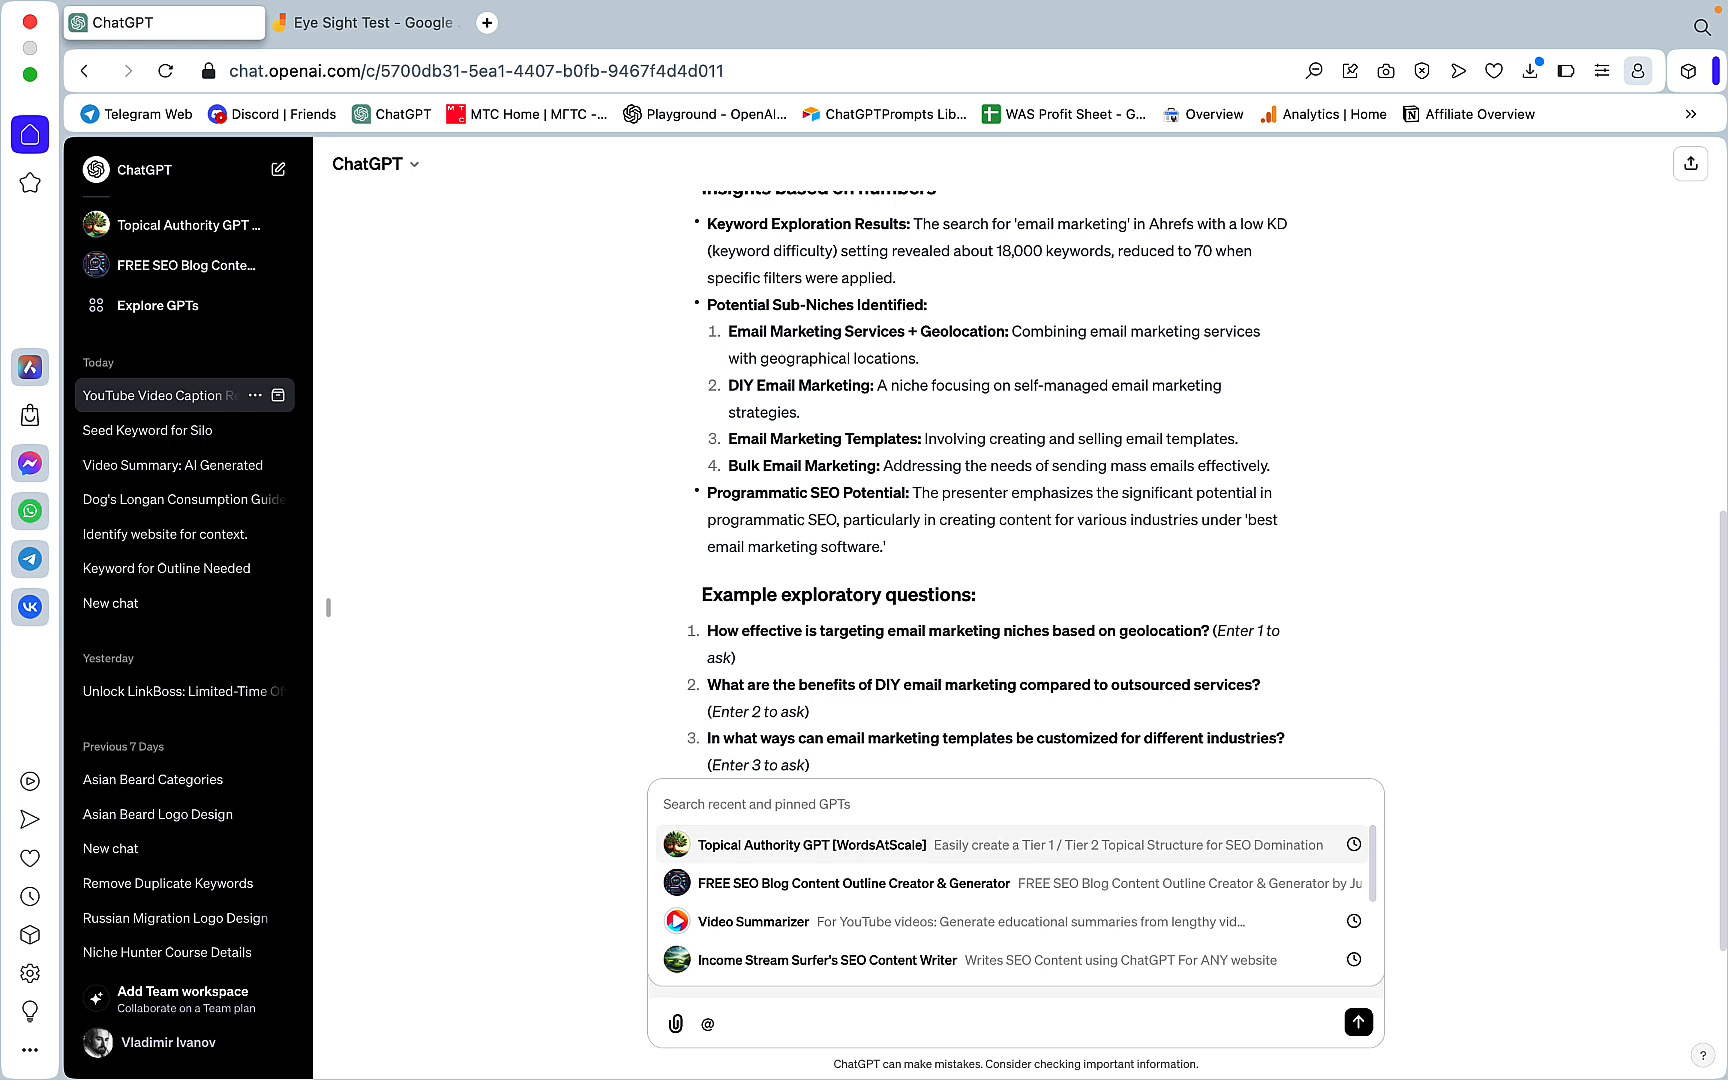 ChatGPT
Eye Sight Test - Google
chat.openai.com/c/5700db31-5ea1-4407-b0fb-9467f4d4d011
Telegram Web
Discord | Friends
ChatGPT
МТС Home | МГТС -...
Playground - OpenAI...
ChatGPTPrompts Lib...
WAS Profit Sheet - G...
Overview
Analytics | Home
Affiliate Overview
ChatGPT
Topical Authority GPT ...
FREE SEO Blog Conte...
Explore GPTs
Today
YouTube Video Caption Re
Seed Keyword for Silo
Video Summary: AI Generated
Dog's Longan Consumption Guide
Identify website for context.
Keyword for Outline Needed
New chat
Yesterday
Unlock LinkBoss: Limited-Time Of
Previous 7 Days
Asian Beard Categories
Asian Beard Logo Design
New chat
Remove Duplicate Keywords
Russian Migration Logo Design
Niche Hunter Course Details
Add Team workspace
Collaborate on a Team plan
Vladimir Ivanov
ChatGPT
Insights based on numbers
• Keyword Exploration Results: The search for 'email marketing' in Ahrefs with a low KD
(keyword difficulty) setting revealed about 18,000 keywords, reduced to 70 when
specific filters were applied.
• Potential Sub-Niches Identified:
1. Email Marketing Services + Geolocation: Combining email marketing services
with geographical locations.
2. DIY Email Marketing: A niche focusing on self-managed email marketing
strategies.
3. Email Marketing Templates: Involving creating and selling email templates.
4. Bulk Email Marketing: Addressing the needs of sending mass emails effectively.
• Programmatic SEO Potential: The presenter emphasizes the significant potential in
programmatic SEO, particularly in creating content for various industries under 'best
email marketing software.'
Example exploratory questions:
1. How effective is targeting email marketing niches based on geolocation? (Enter 1 to
ask)
2. What are the benefits of DIY email marketing compared to outsourced services?
(Enter 2 to ask)
3. In what ways can email marketing templates be customized for different industries?
(Enter 3 to ask)
Search recent and pinned GPTs
Topical Authority GPT [WordsAtScale] Easily create a Tier 1 / Tier 2 Topical Structure for SEO Domination
FREE SEO Blog Content Outline Creator & Generator FREE SEO Blog Content Outline Creator & Generator by Ju
Video Summarizer For YouTube videos: Generate educational summaries from lengthy vid...
Income Stream Surfer's SEO Content Writer Writes SEO Content using ChatGPT For ANY website
@
ChatGPT can make mistakes. Consider checking important information.
?